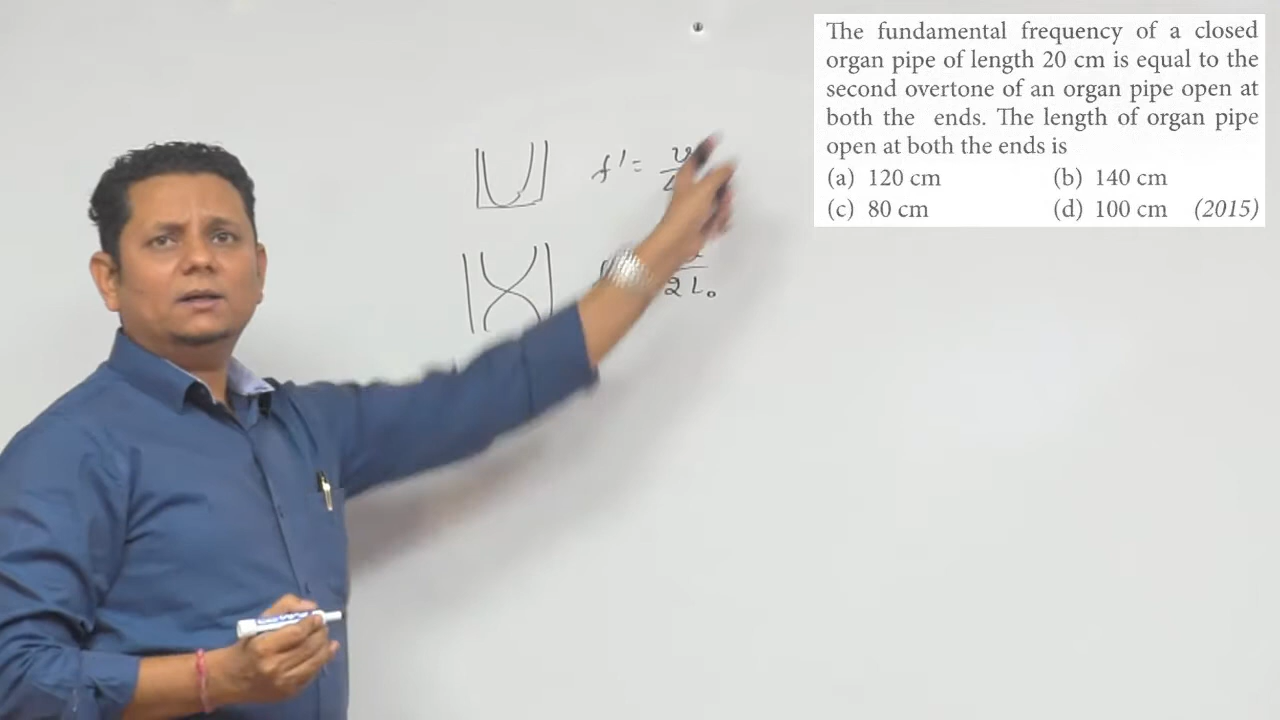 The fundamental frequency of a closed
organ pipe of length 20 cm is equal to the
second overtone of an organ pipe open at
both the ends. The length of organ pipe
open at both the ends is
(a) 120 cm (b) 140 cm
(c) 80 cm (d) 100 cm (2015)
f' =
2L₀